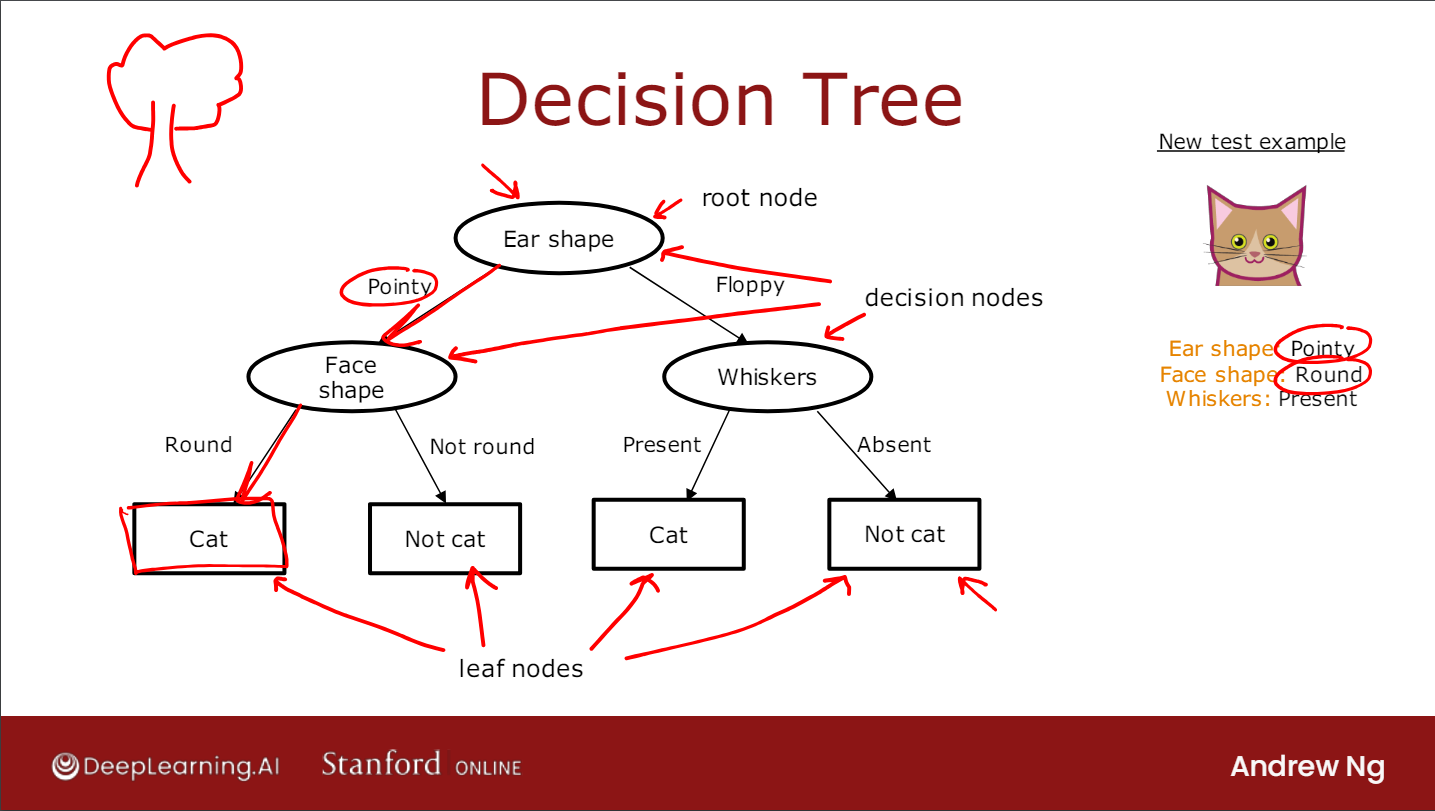 Decision Tree
New test example
root node
Ear shape
Pointy
Floppy
decision nodes
Face
shape
Whiskers
Ear shape: Pointy
Face shape: Round
Whiskers: Present
Round
Not round
Present
Absent
Cat
Not cat
Cat
Not cat
leaf nodes
DeepLearning.AI
Stanford ONLINE
Andrew Ng